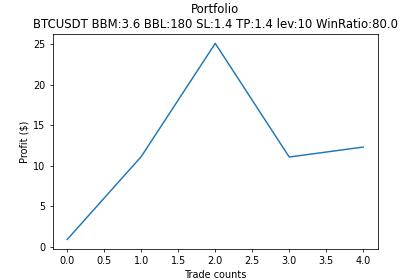 Portfolio
BTCUSDT BBM:3.6 BBL:180 SL:1.4 TP:1.4 lev:10 WinRatio:80.0
25
20
15
10
5
0
Profit ($)
0.0 0.5 1.0 1.5 2.0 2.5 3.0 3.5 4.0
Trade counts